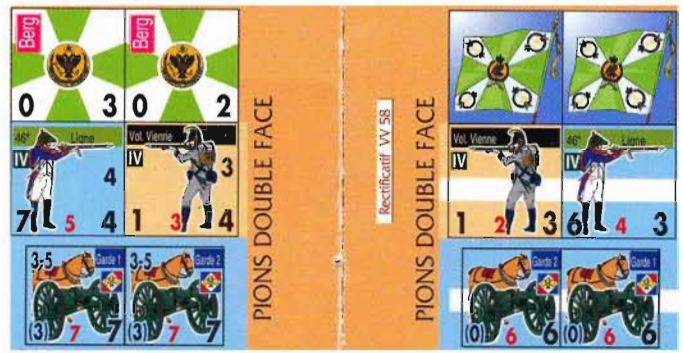 Berg
0 3
Berg
0 2
46e Ligne
IV
4
7 5 4
Vol. Vienne
IV
3
1 3 4
3-5 Garde 1
(3) 7 7
3-5 Garde 2
(3) 7 7
PIONS DOUBLE FACE
Rectificatif VV 58
PIONS DOUBLE FACE
Vol. Vienne
IV
1 2 3
46e Ligne
IV
6 4 3
Garde 2
(0) 6 6
Garde 1
(0) 6 6